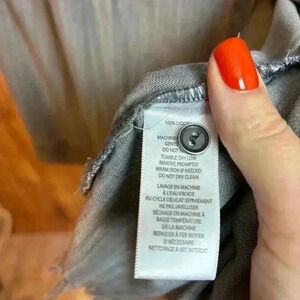 100%
MACHINE
GENT
DO NOT
TUMBLE DRY LOW
REMOVE PROMPTLY
WARM IRON IF NEEDED
DO NOT DRY CLEAN
LAVAGE EN MACHINE
À L'EAU FROIDE
AU CYCLE DÉLICAT SÉPARÉMENT
NE PAS JAVELLISER
SÉCHAGE EN MACHINE À
BASSE TEMPÉRATURE
DE LA MACHINE
REPASSER À FER MOYEN
SI NÉCESSAIRE
NETTOYAGE À SEC INTERDIT